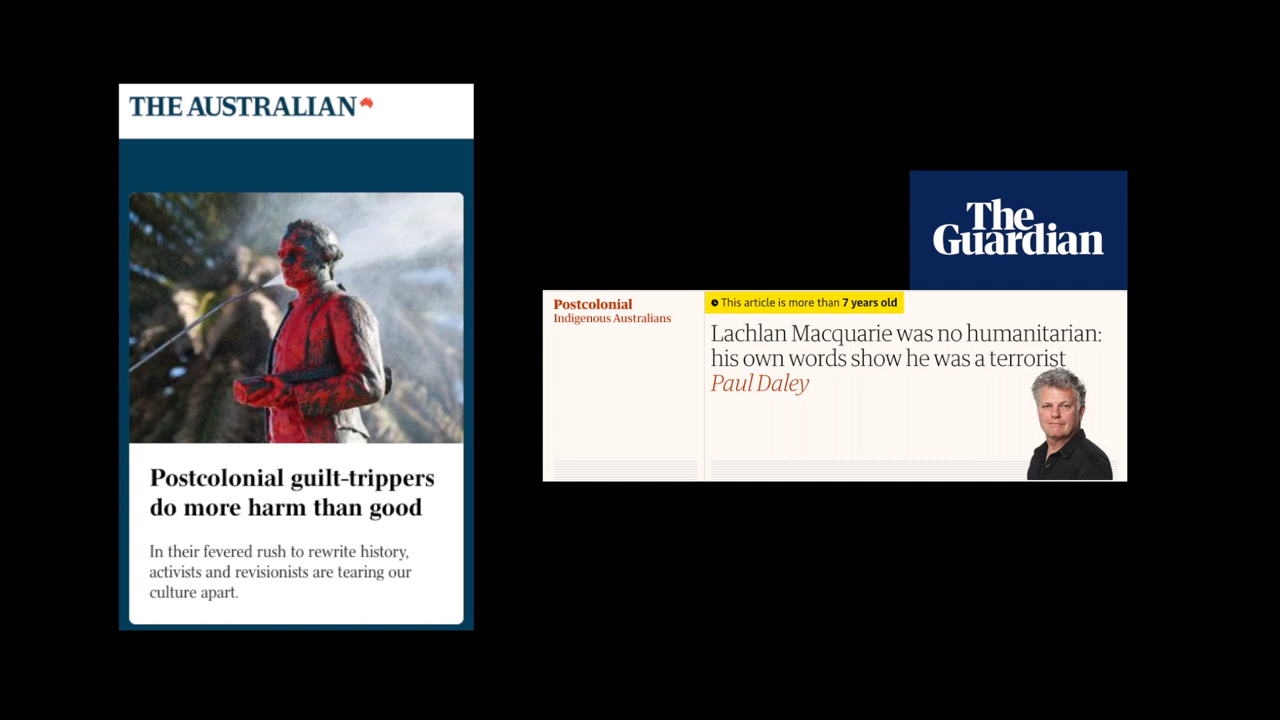 THE AUSTRALIAN
Postcolonial guilt-trippers
do more harm than good
In their fevered rush to rewrite history,
activists and revisionists are tearing our
culture apart.
The
Guardian
Postcolonial
Indigenous Australians
This article is more than 7 years old
Lachlan Macquarie was no humanitarian:
his own words show he was a terrorist
Paul Daley